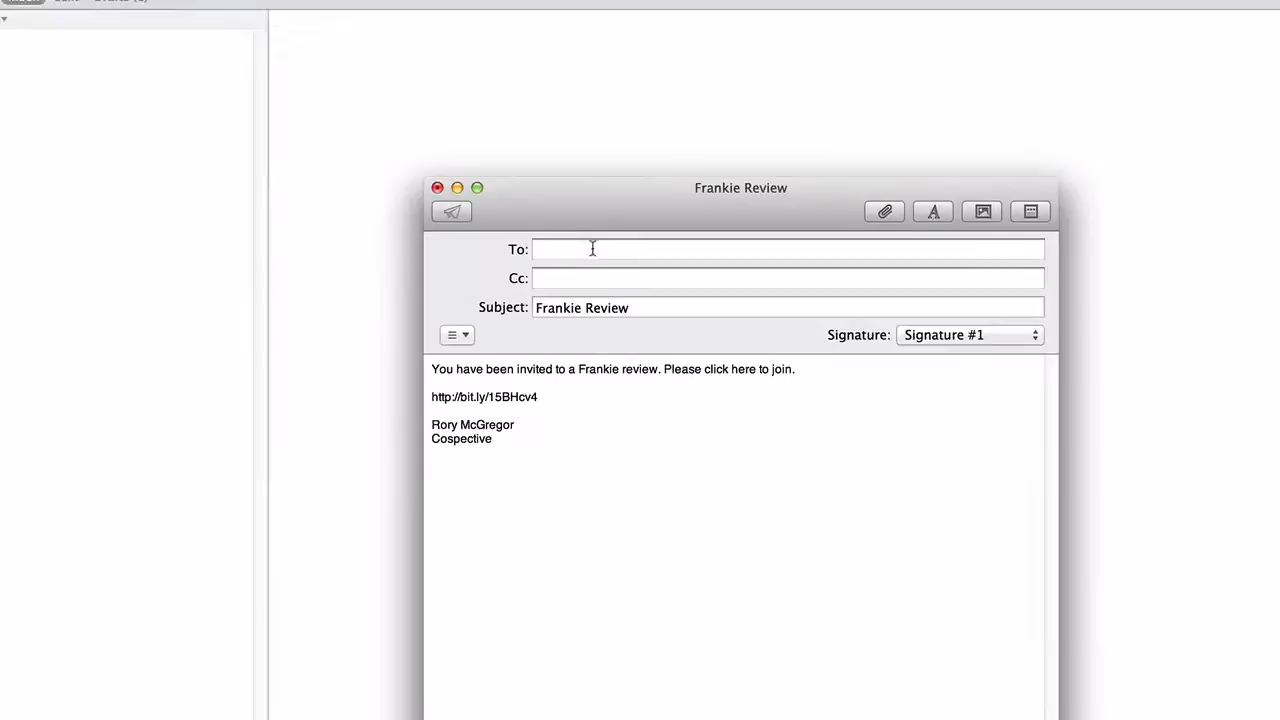 Frankie Review
To:
Cc:
Subject: Frankie Review
Signature: Signature #1
You have been invited to a Frankie review. Please click here to join.
http://bit.ly/15BHcv4
Rory McGregor
Cospective